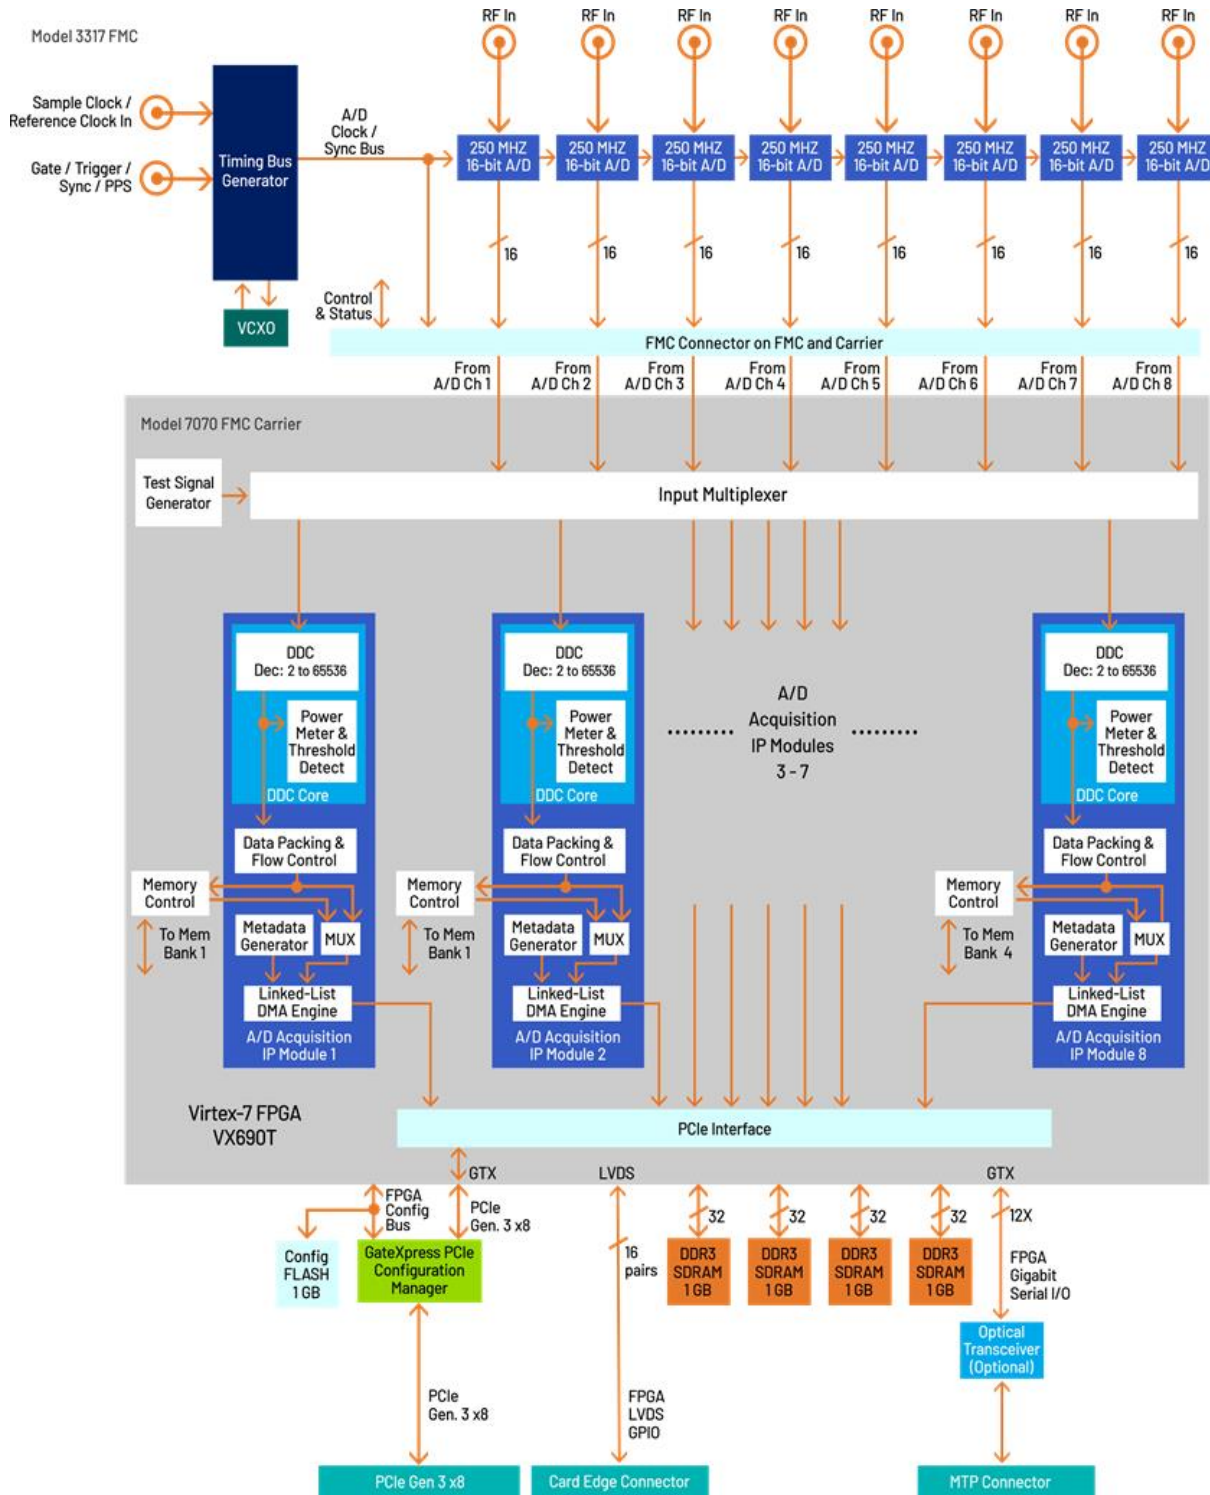 Model 3317 FMC
RF In
RF In
RF In
RF In
RF In
RF In
RF In
RF In
Sample Clock /
Reference Clock In
Gate / Trigger /
Sync / PPS
Timing Bus
Generator
VCXO
A/D
Clock /
Sync Bus
250 MHZ
16-bit A/D
250 MHZ
16-bit A/D
250 MHZ
16-bit A/D
250 MHZ
16-bit A/D
250 MHZ
16-bit A/D
250 MHZ
16-bit A/D
250 MHZ
16-bit A/D
250 MHZ
16-bit A/D
16
16
16
16
16
16
16
16
Control
& Status
FMC Connector on FMC and Carrier
From
A/D Ch 1
From
A/D Ch 2
From
A/D Ch 3
From
A/D Ch 4
From
A/D Ch 5
From
A/D Ch 6
From
A/D Ch 7
From
A/D Ch 8
Model 7070 FMC Carrier
Test Signal
Generator
Input Multiplexer
DDC
Dec: 2 to 65536
Power
Meter &
Threshold
Detect
DDC Core
Data Packing &
Flow Control
Memory
Control
To Mem
Bank 1
Metadata
Generator
MUX
Linked-List
DMA Engine
A/D Acquisition
IP Module 1
DDC
Dec: 2 to 65536
Power
Meter &
Threshold
Detect
DDC Core
Data Packing &
Flow Control
Memory
Control
To Mem
Bank 1
Metadata
Generator
MUX
Linked-List
DMA Engine
A/D Acquisition
IP Module 2
A/D
Acquisition
IP Modules
3 - 7
DDC
Dec: 2 to 65536
Power
Meter &
Threshold
Detect
DDC Core
Data Packing &
Flow Control
Memory
Control
To Mem
Bank 4
Metadata
Generator
MUX
Linked-List
DMA Engine
A/D Acquisition
IP Module 8
Virtex-7 FPGA
VX690T
PCIe Interface
GTX
LVDS
GTX
FPGA
Config
Bus
PCIe
Gen. 3 x8
Config
FLASH
1 GB
GateXpress PCIe
Configuration
Manager
16
pairs
32
32
32
32
DDR3
SDRAM
1 GB
DDR3
SDRAM
1 GB
DDR3
SDRAM
1 GB
DDR3
SDRAM
1 GB
12X
FPGA
Gigabit
Serial I/O
Optical
Transceiver
(Optional)
PCIe
Gen. 3 x8
FPGA
LVDS
GPIO
PCIe Gen 3 x8
Card Edge Connector
MTP Connector